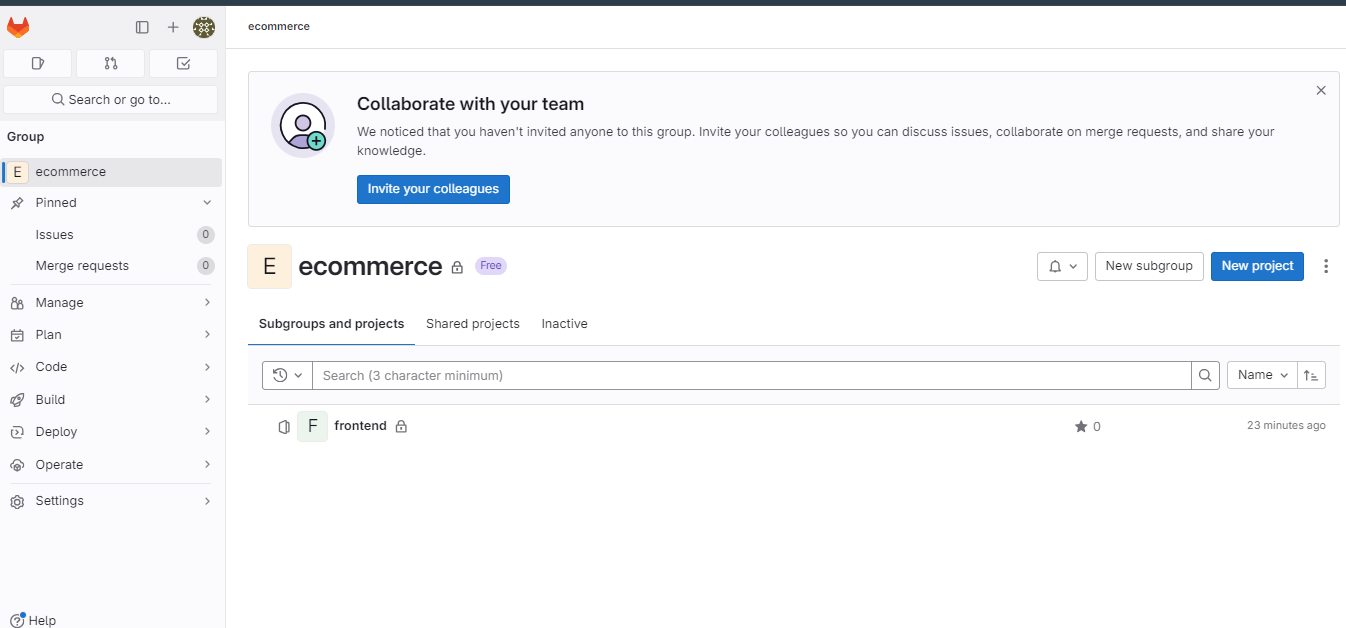 ecommerce
Search or go to...
Group
E ecommerce
Pinned
Issues 0
Merge requests 0
Manage
Plan
Code
Build
Deploy
Operate
Settings
Help
Collaborate with your team
We noticed that you haven't invited anyone to this group. Invite your colleagues so you can discuss issues, collaborate on merge requests, and share your
knowledge.
Invite your colleagues
E ecommerce Free
New subgroup New project
Subgroups and projects Shared projects Inactive
Search (3 character minimum) Name
F frontend 0 23 minutes ago